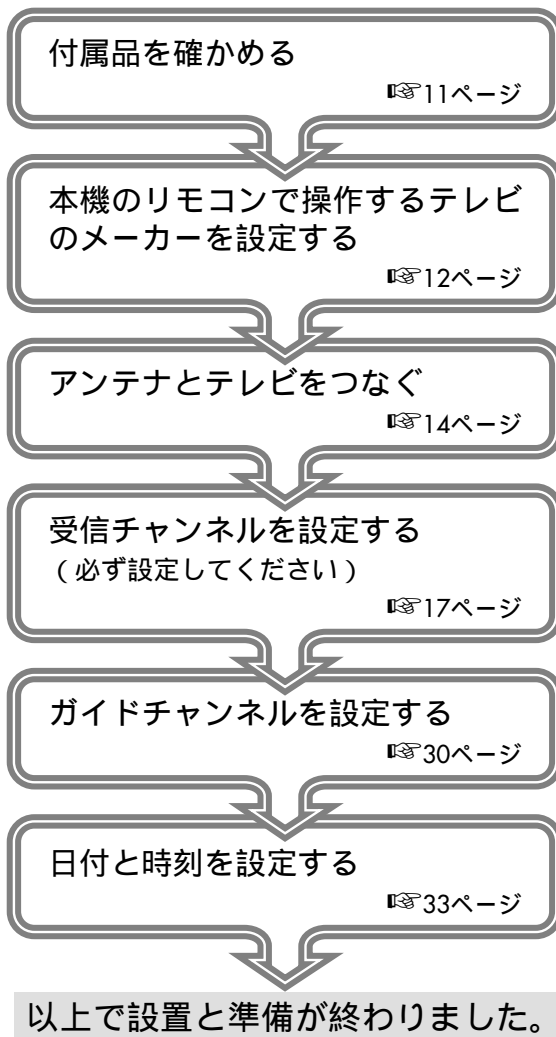 付属品を確かめる
☞11ページ
本機のリモコンで操作するテレビ
のメーカーを設定する
☞12ページ
アンテナとテレビをつなぐ
☞14ページ
受信チャンネルを設定する
(必ず設定してください)
☞17ページ
ガイドチャンネルを設定する
☞30ページ
日付と時刻を設定する
☞33ページ
以上で設置と準備が終わりました。